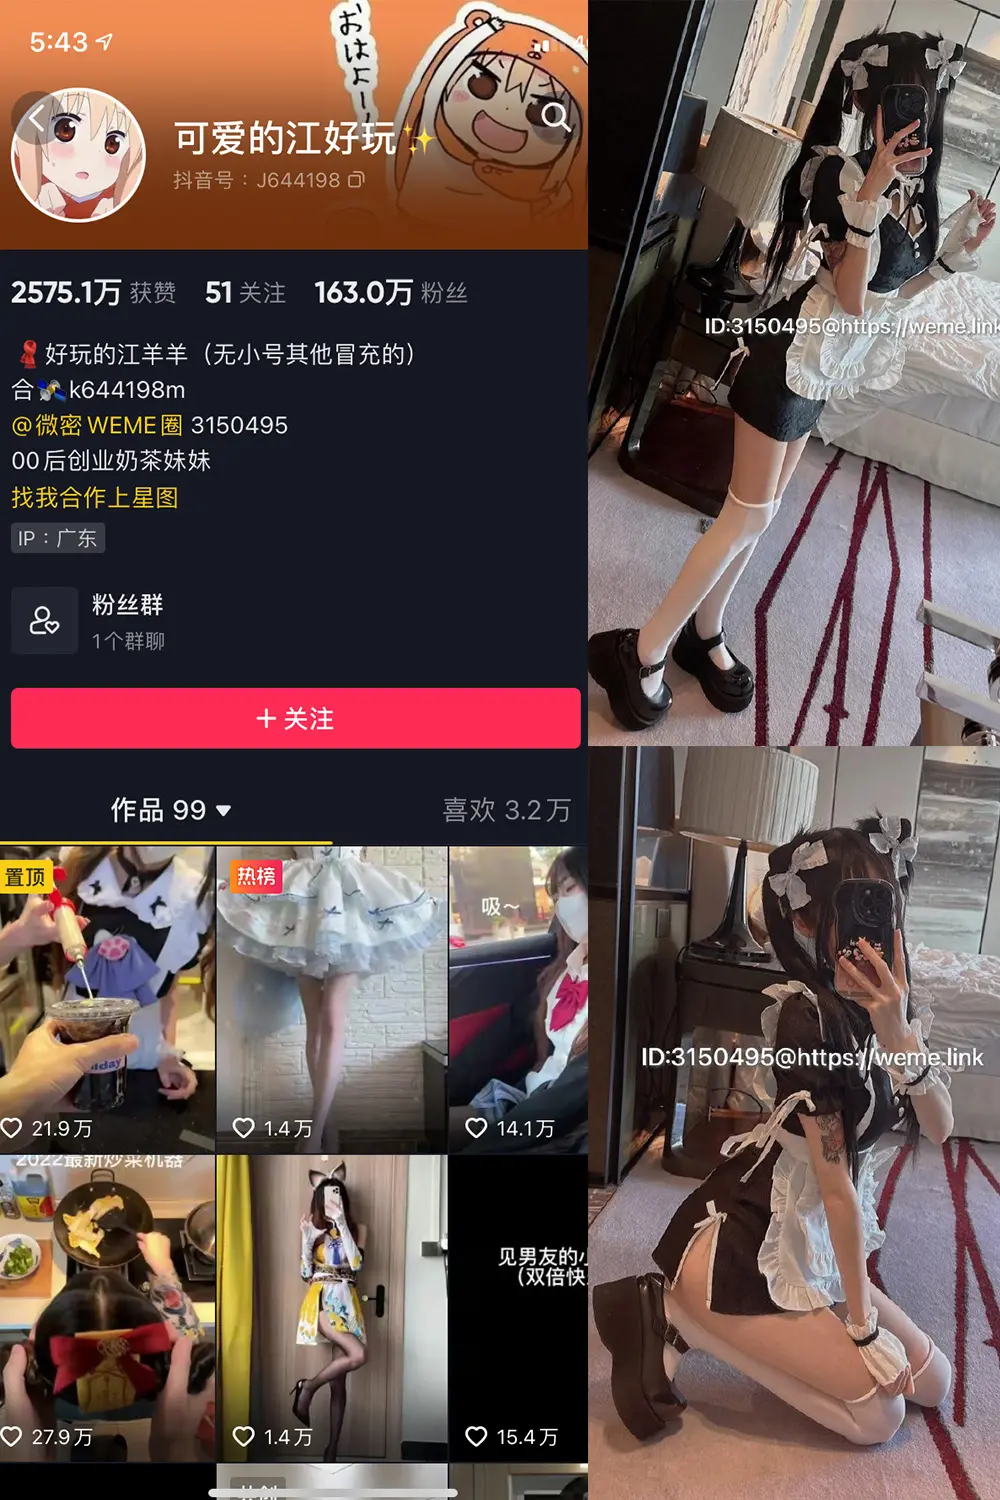 おはよー
5:43
可爱的江好玩✨
抖音号：J644198
2575.1万 获赞 51 关注 163.0万 粉丝
好玩的江羊羊（无小号其他冒充的）
合🛰️k644198m
@微密 WEME圈 3150495
00后创业奶茶妹妹
找我合作上星图
IP：广东
粉丝群
1个群聊
+ 关注
作品 99 喜欢 3.2万
置顶
热榜
吸～
21.9万
1.4万
14.1万
2022最新炒菜机器
见男友的
（双倍快
27.9万
1.4万
15.4万
ID:3150495@https://weme.link
ID:3150495@https://weme.link